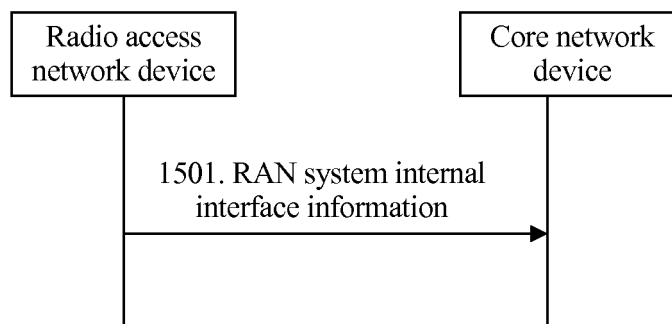 Radio access
network device
Core network
device
1501. RAN system internal
interface information